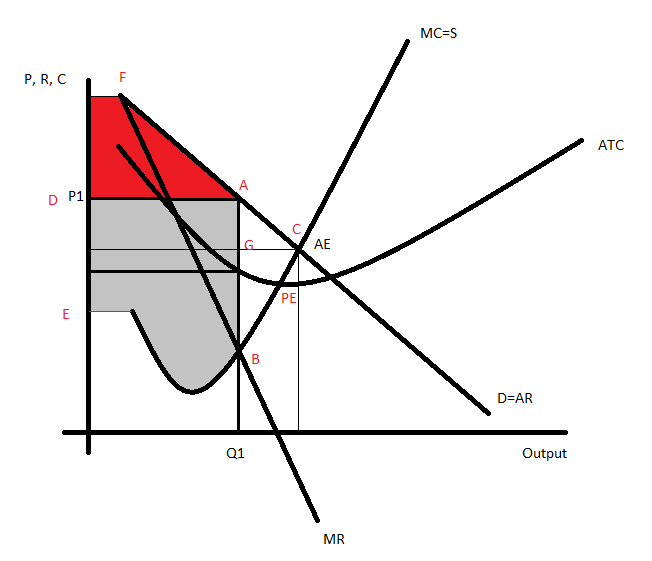 MC=S
P, R, C
F
ATC
A
D
P1
C
G
AE
PE
E
B
D=AR
Q1
Output
MR